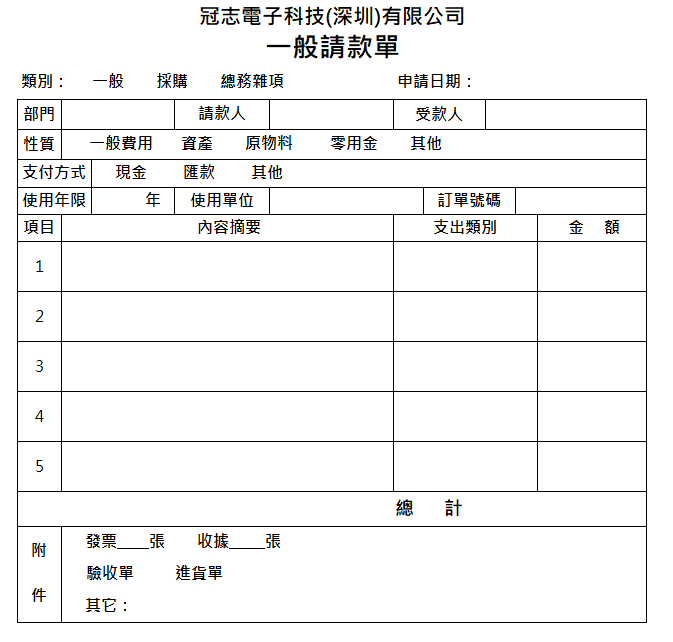 冠志電子科技(深圳)有限公司
一般請款單
類別： 一般 採購 總務雜項 申請日期：
部門 請款人 受款人
性質 一般費用 資產 原物料 零用金 其他
支付方式 現金 匯款 其他
使用年限 年 使用單位 訂單號碼
項目 內容摘要 支出類別 金 額
1
2
3
4
5
總 計
附 件
發票____張 收據____張
驗收單 進貨單
其它：